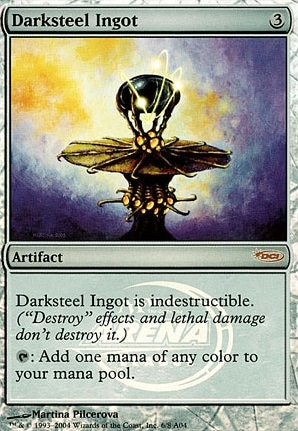 Darksteel Ingot 3
Artifact
DCI
Darksteel Ingot is indestructible.
("Destroy" effects and lethal damage
don't destroy it.)
: Add one mana of any color to
your mana pool.
ARENA
Martina Pilcerova
™ & © 1993–2004 Wizards of the Coast, Inc. 6/8 A04